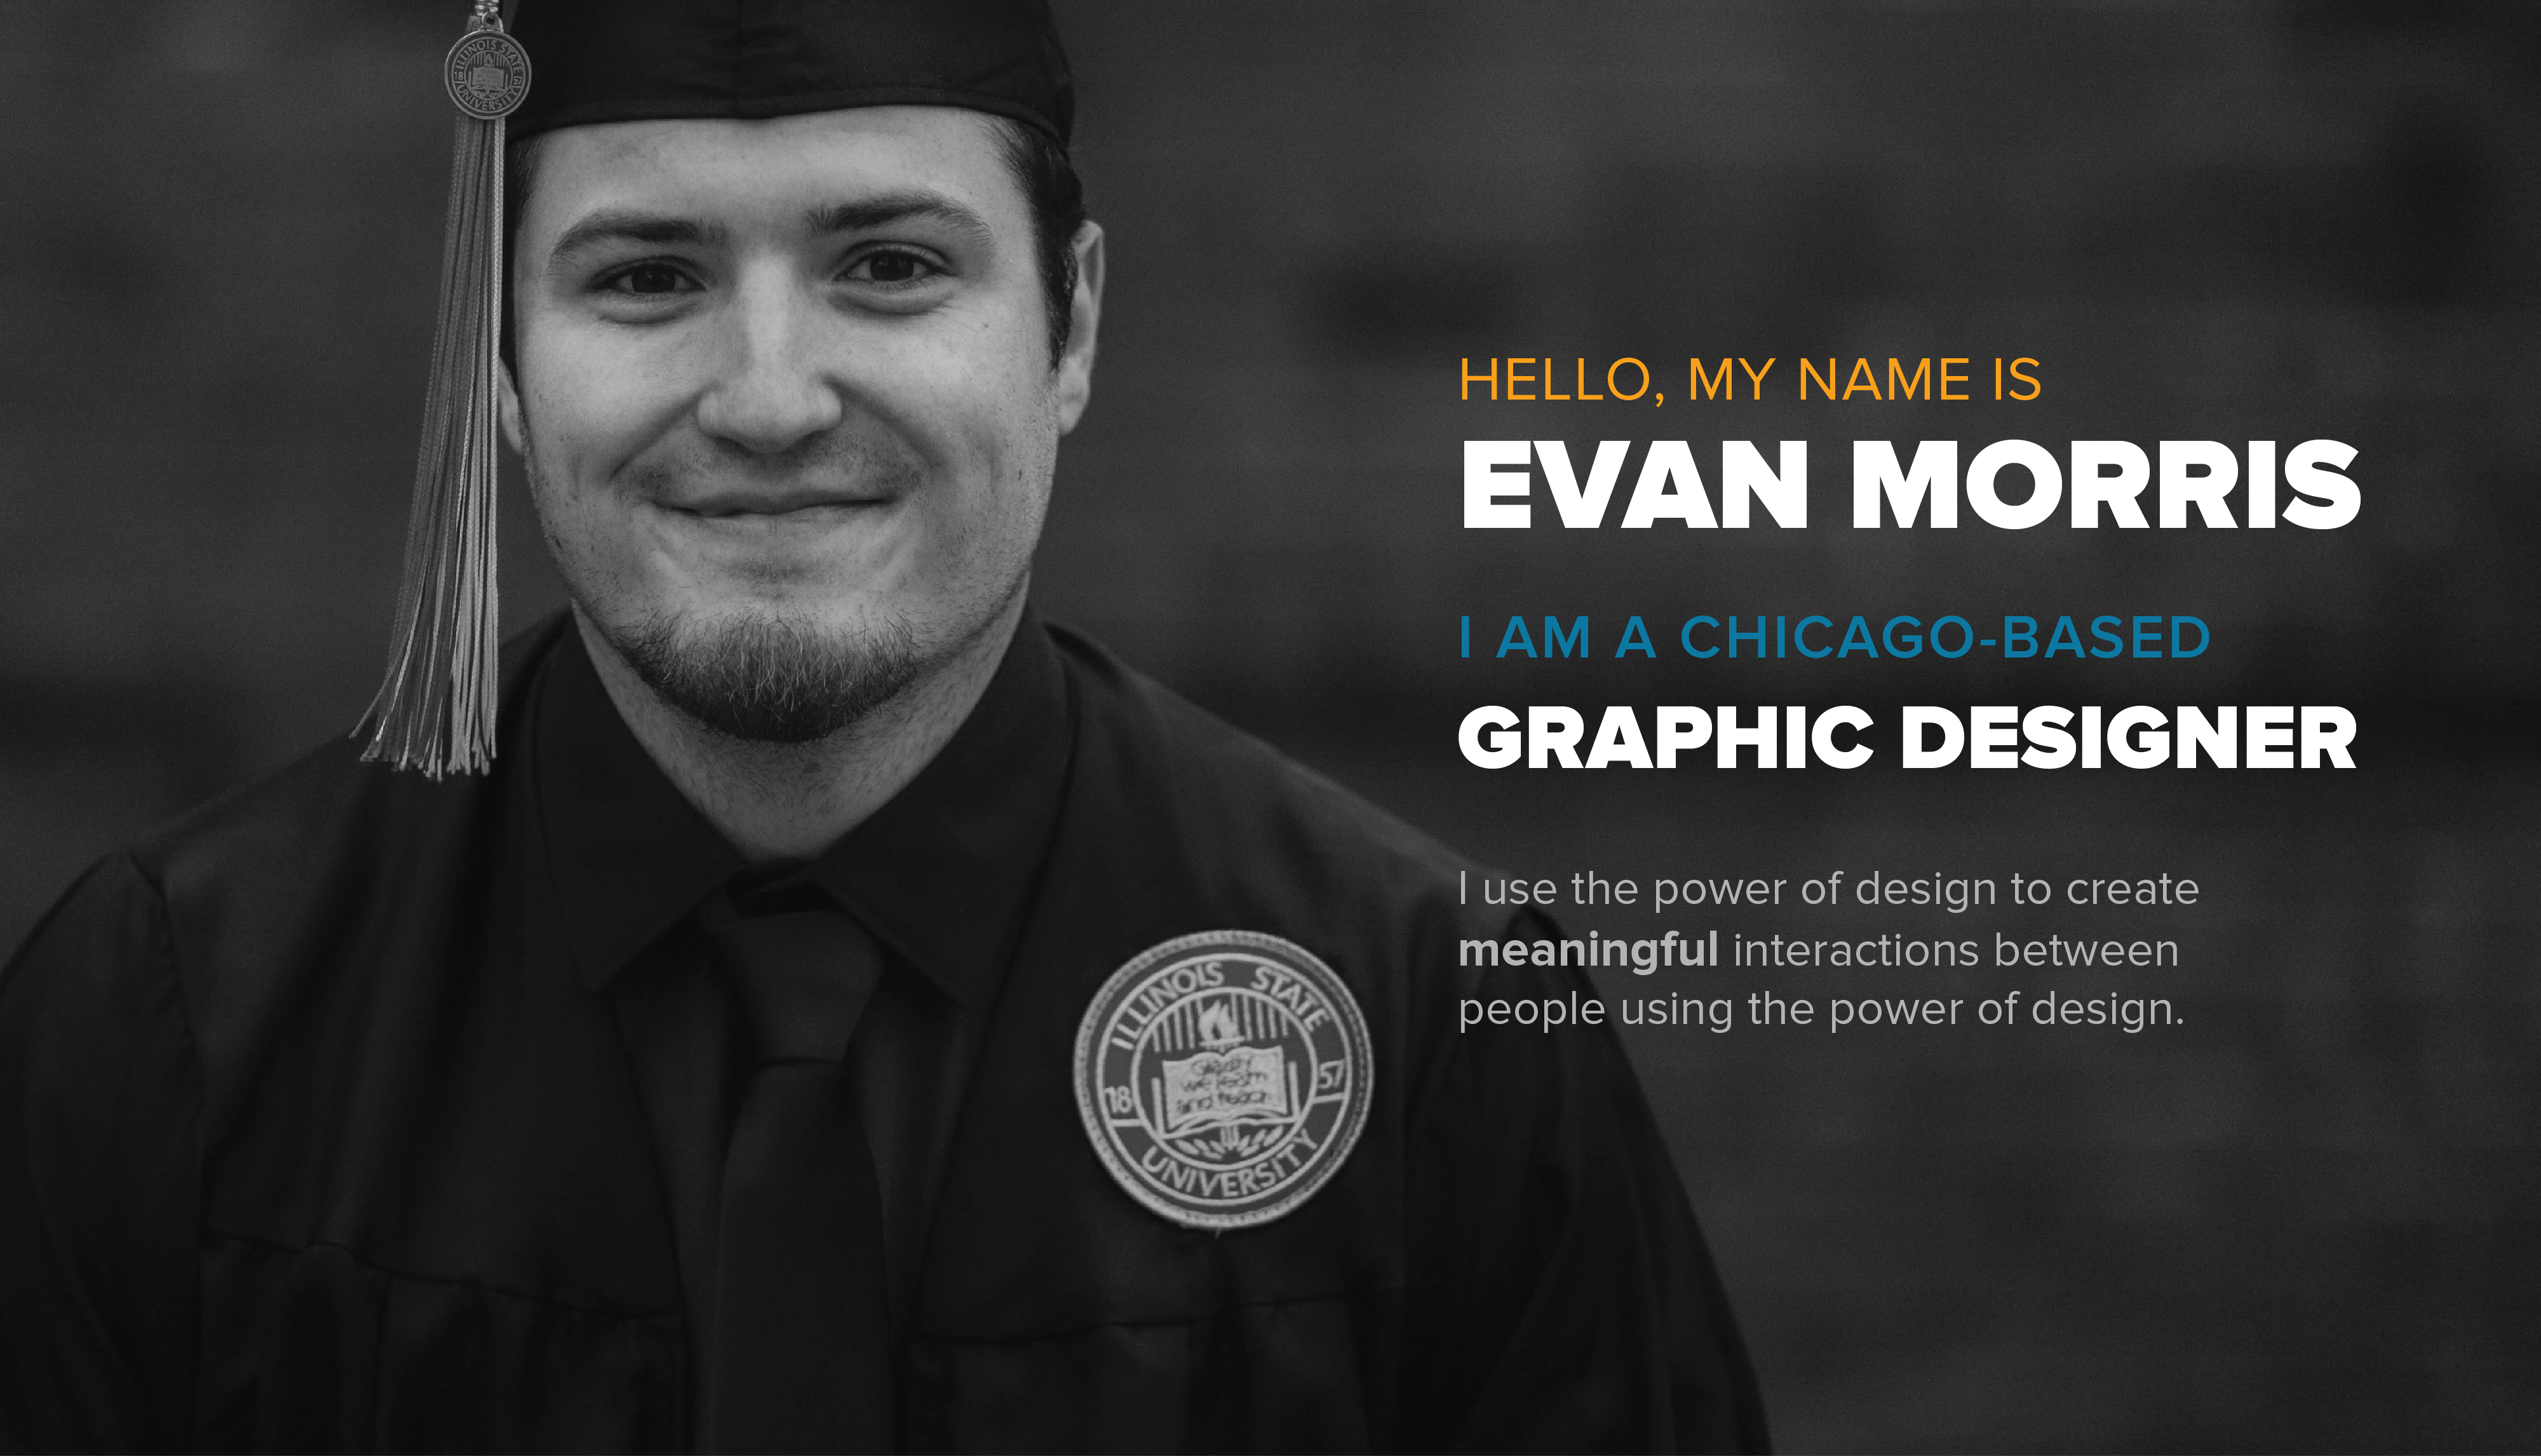 ILLINOIS STATE
18 57
UNIVERSITY
HELLO, MY NAME IS
EVAN MORRIS
I AM A CHICAGO-BASED
GRAPHIC DESIGNER
I use the power of design to create
meaningful interactions between
people using the power of design.
ILLINOIS STATE
18 57
Gladly
we learn
and teach
UNIVERSITY